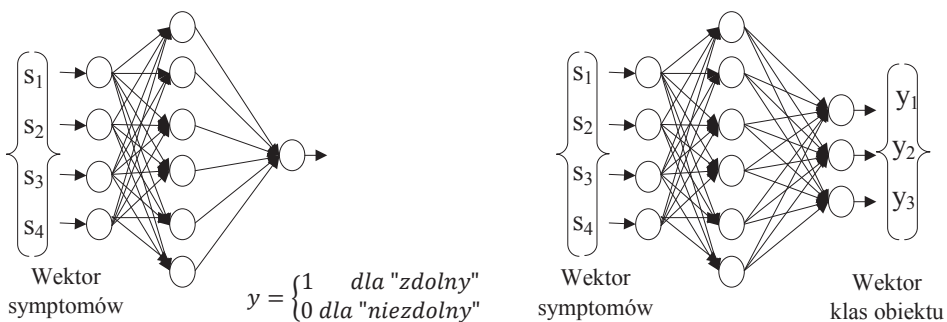 s1
s2
s3
s4
Wektor
symptomów
y = {1 dla "zdolny"
0 dla "niezdolny"
s1
s2
s3
s4
Wektor
symptomów
y1
y2
y3
Wektor
klas obiektu